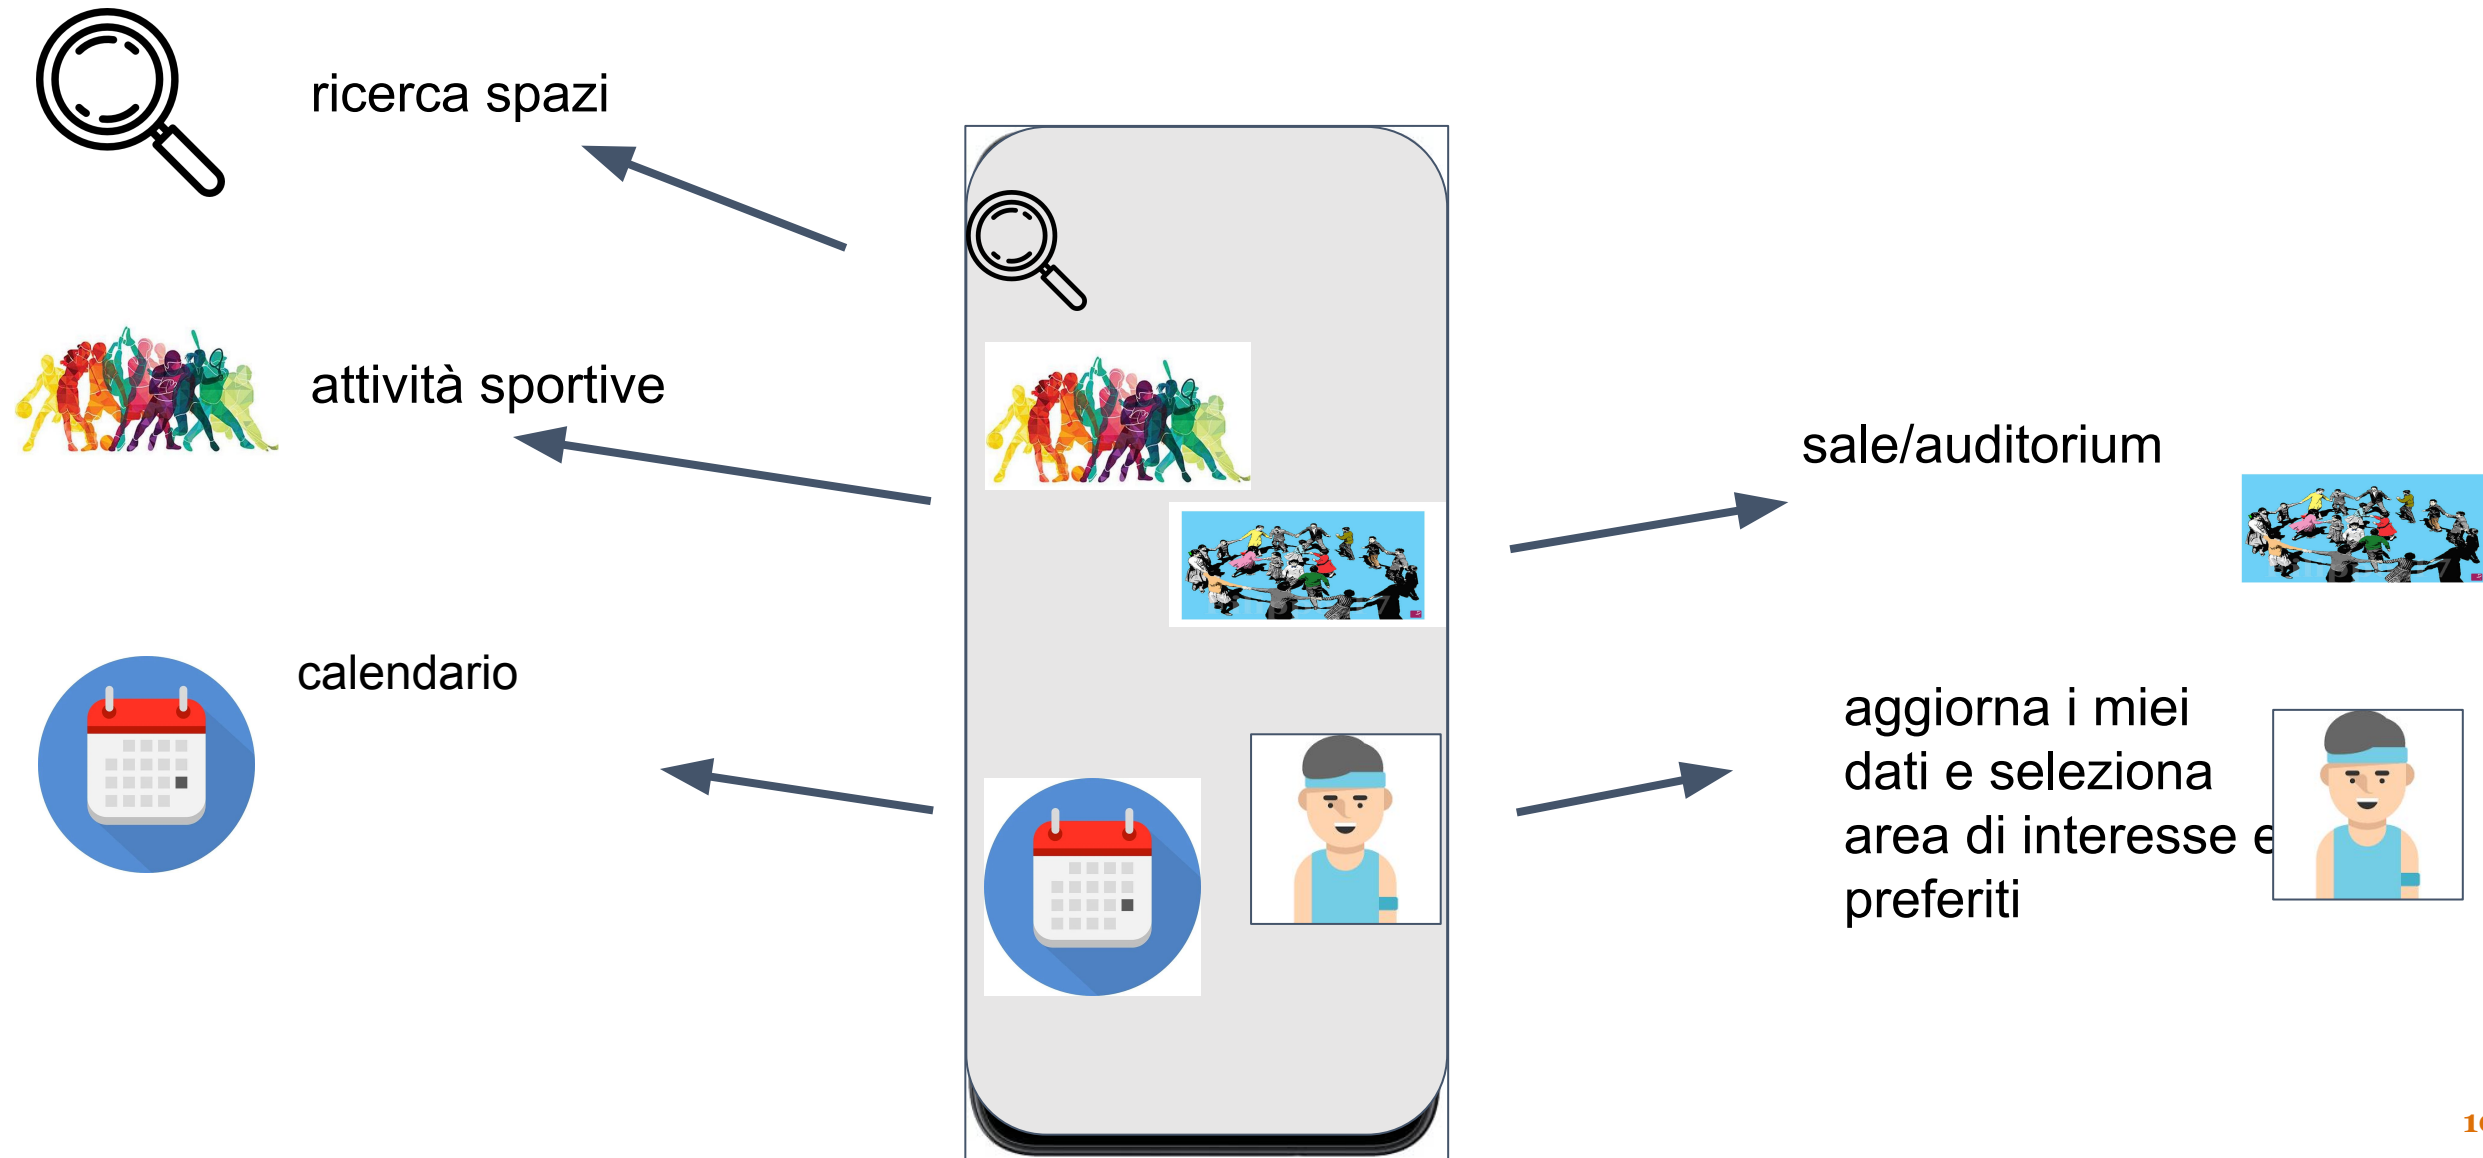 ricerca spazi
attività sportive
calendario
sale/auditorium
aggiorna i miei
dati e seleziona
area di interesse e
preferiti